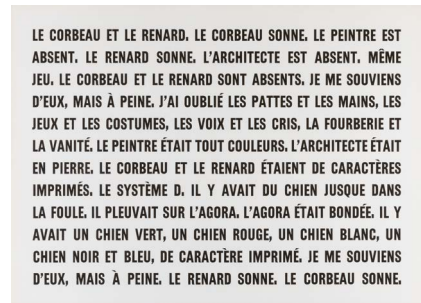 LE CORBEAU ET LE RENARD. LE CORBEAU SONNE. LE PEINTRE EST
ABSENT. LE RENARD SONNE. L'ARCHITECTE EST ABSENT. MÊME
JEU. LE CORBEAU ET LE RENARD SONT ABSENTS. JE ME SOUVIENS
D'EUX, MAIS À PEINE. J'AI OUBLIÉ LES PATTES ET LES MAINS, LES
JEUX ET LES COSTUMES, LES VOIX ET LES CRIS, LA FOURBERIE ET
LA VANITÉ. LE PEINTRE ÉTAIT TOUT COULEURS. L'ARCHITECTE ÉTAIT
EN PIERRE. LE CORBEAU ET LE RENARD ÉTAIENT DE CARACTÈRES
IMPRIMÉS. LE SYSTÈME D. IL Y AVAIT DU CHIEN JUSQUE DANS
LA FOULE. IL PLEUVAIT SUR L'AGORA. L'AGORA ÉTAIT BONDÉE. IL Y
AVAIT UN CHIEN VERT, UN CHIEN ROUGE, UN CHIEN BLANC, UN
CHIEN NOIR ET BLEU, DE CARACTÈRE IMPRIMÉ. JE ME SOUVIENS
D'EUX, MAIS À PEINE. LE RENARD SONNE. LE CORBEAU SONNE.